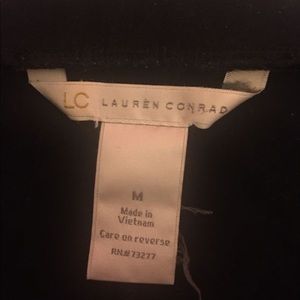 LC LAUREN CONRAD
M
Made in
Vietnam
Care on reverse
RN#73277